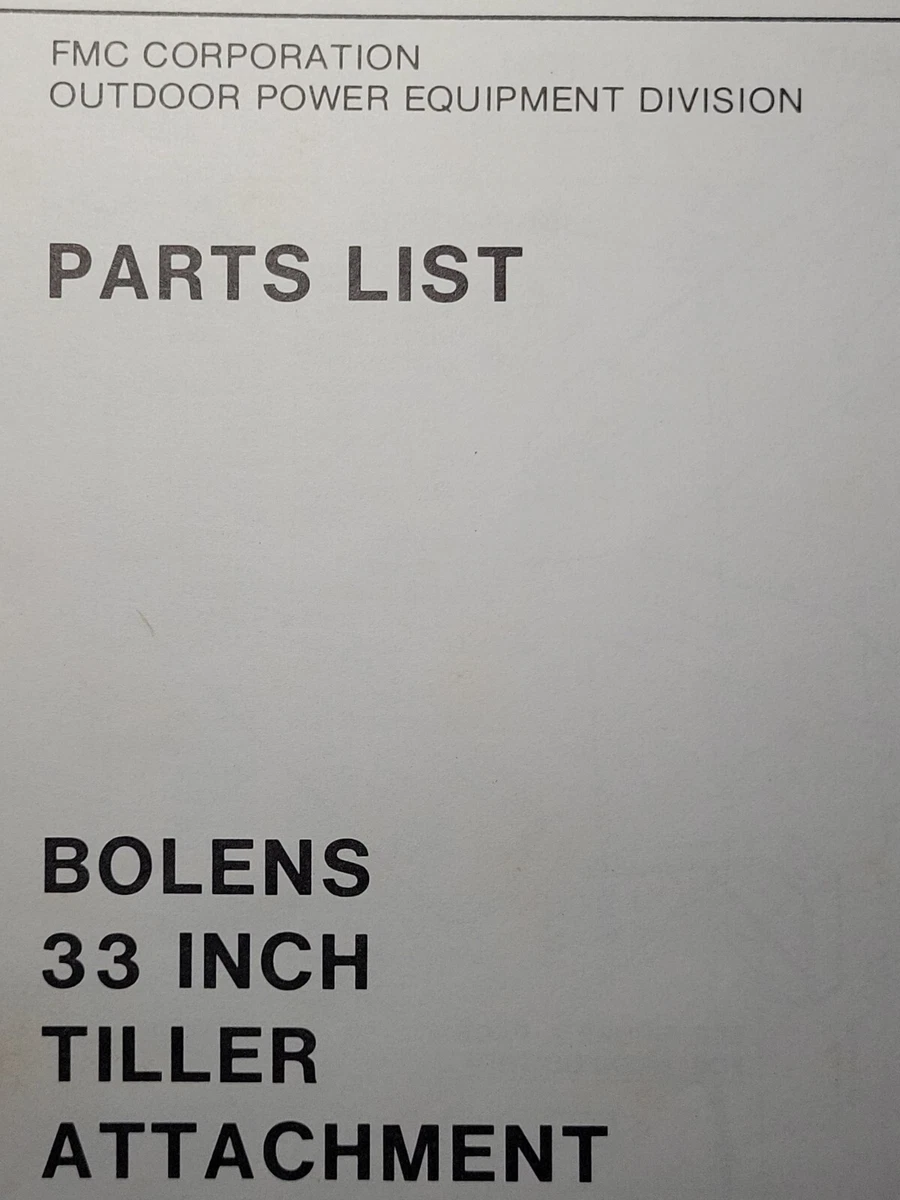 FMC CORPORATION
OUTDOOR POWER EQUIPMENT DIVISION
PARTS LIST
BOLENS
33 INCH
TILLER
ATTACHMENT